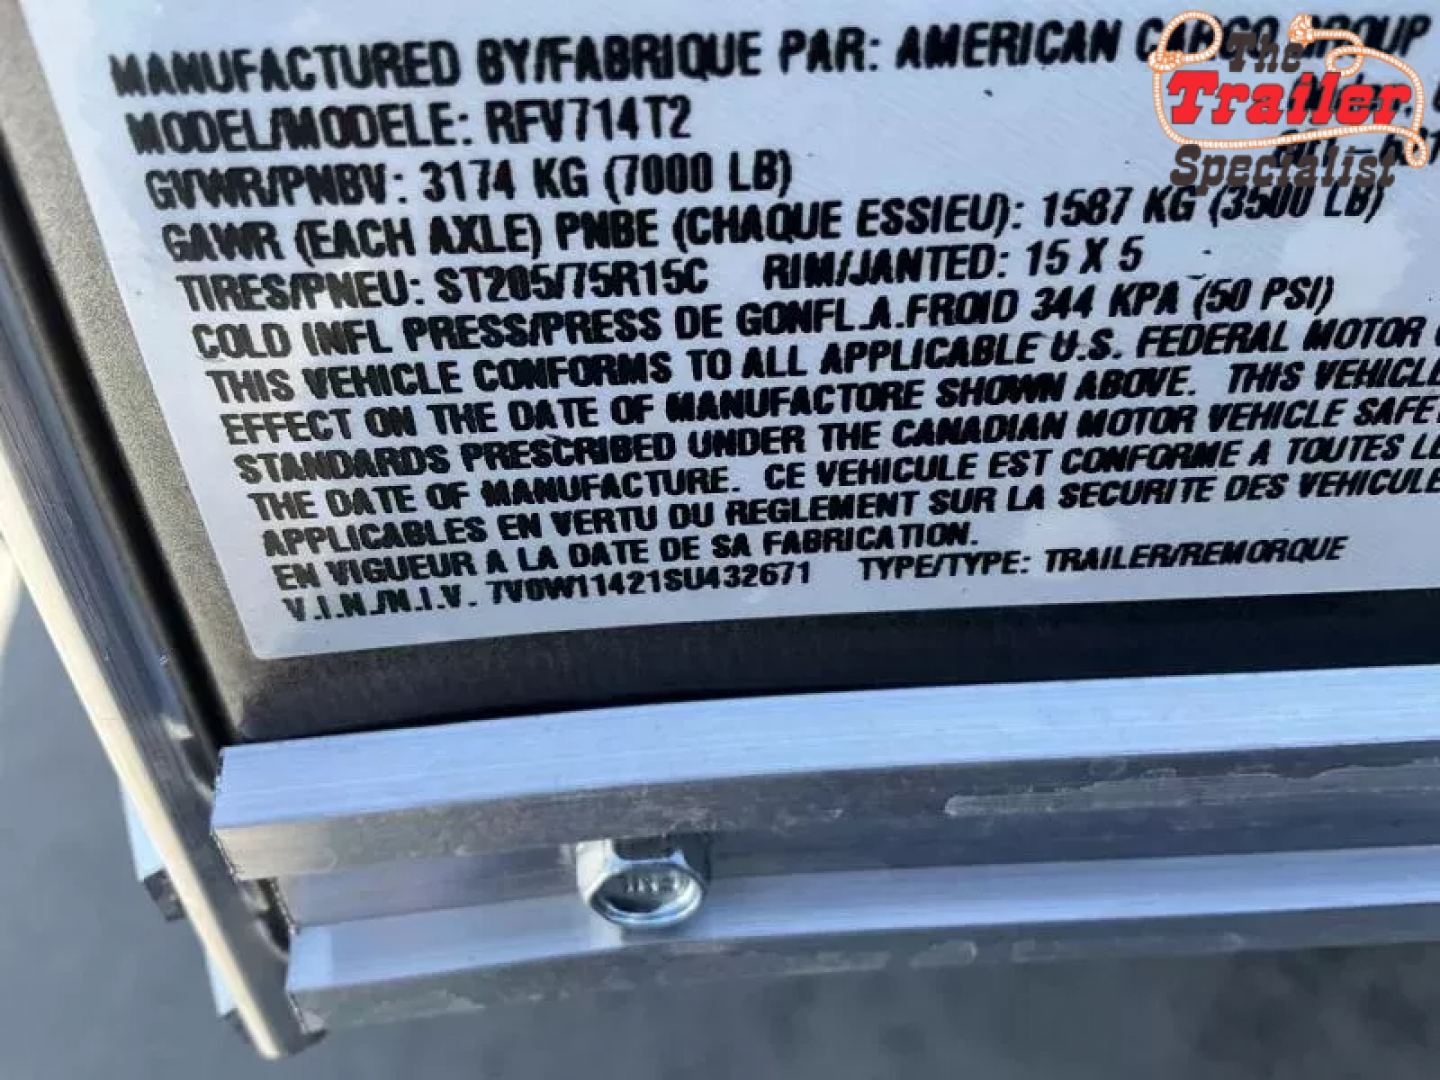 MANUFACTURED BY/FABRIQUE PAR: AMERICAN CARGO GROUP
MODEL/MODELE: RFV714T2
GVWR/PNBV: 3174 KG (7000 LB)
GAWR (EACH AXLE) PNBE (CHAQUE ESSIEU): 1587 KG (3500 LB)
TIRES/PNEU: ST205/75R15C RIM/JANTED: 15 X 5
COLD INFL PRESS/PRESS DE GONFL.A.FROID 344 KPA (50 PSI)
THIS VEHICLE CONFORMS TO ALL APPLICABLE U.S. FEDERAL MOTOR
EFFECT ON THE DATE OF MANUFACTORE SHOWN ABOVE. THIS VEHICLE
STANDARDS PRESCRIBED UNDER THE CANADIAN MOTOR VEHICLE SAFET
THE DATE OF MANUFACTURE. CE VEHICULE EST CONFORME A TOUTES LE
APPLICABLES EN VERTU DU REGLEMENT SUR LA SECURITE DES VEHICULE
EN VIGUEUR A LA DATE DE SA FABRICATION.
V.I.N./N.I.V. 7V0W11421SU432671 TYPE/TYPE: TRAILER/REMORQUE
The
Trailer
Specialist